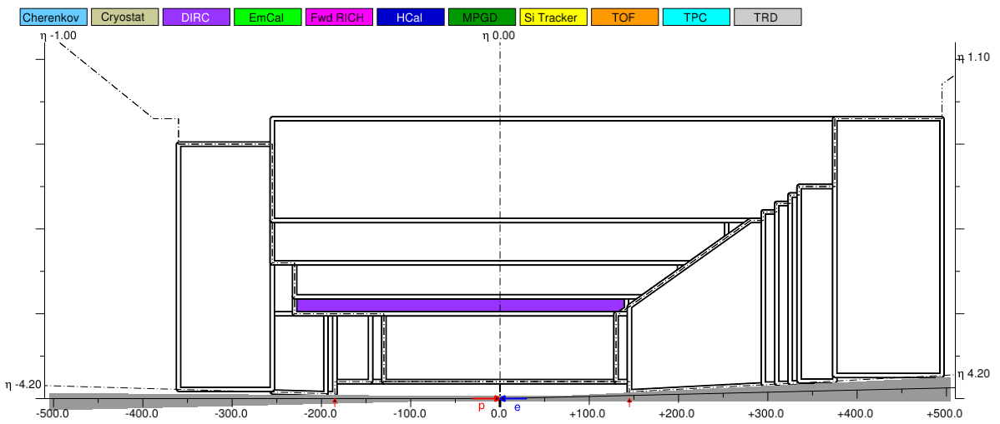 Cherenkov Cryostat DIRC EmCal Fwd RICH HCal MPGD Si Tracker TOF TPC TRD
η -1.00 η 0.00
η 1.10
η -4.20 η 4.20
p e
-500.0 -400.0 -300.0 -200.0 -100.0 0.0 +100.0 +200.0 +300.0 +400.0 +500.0